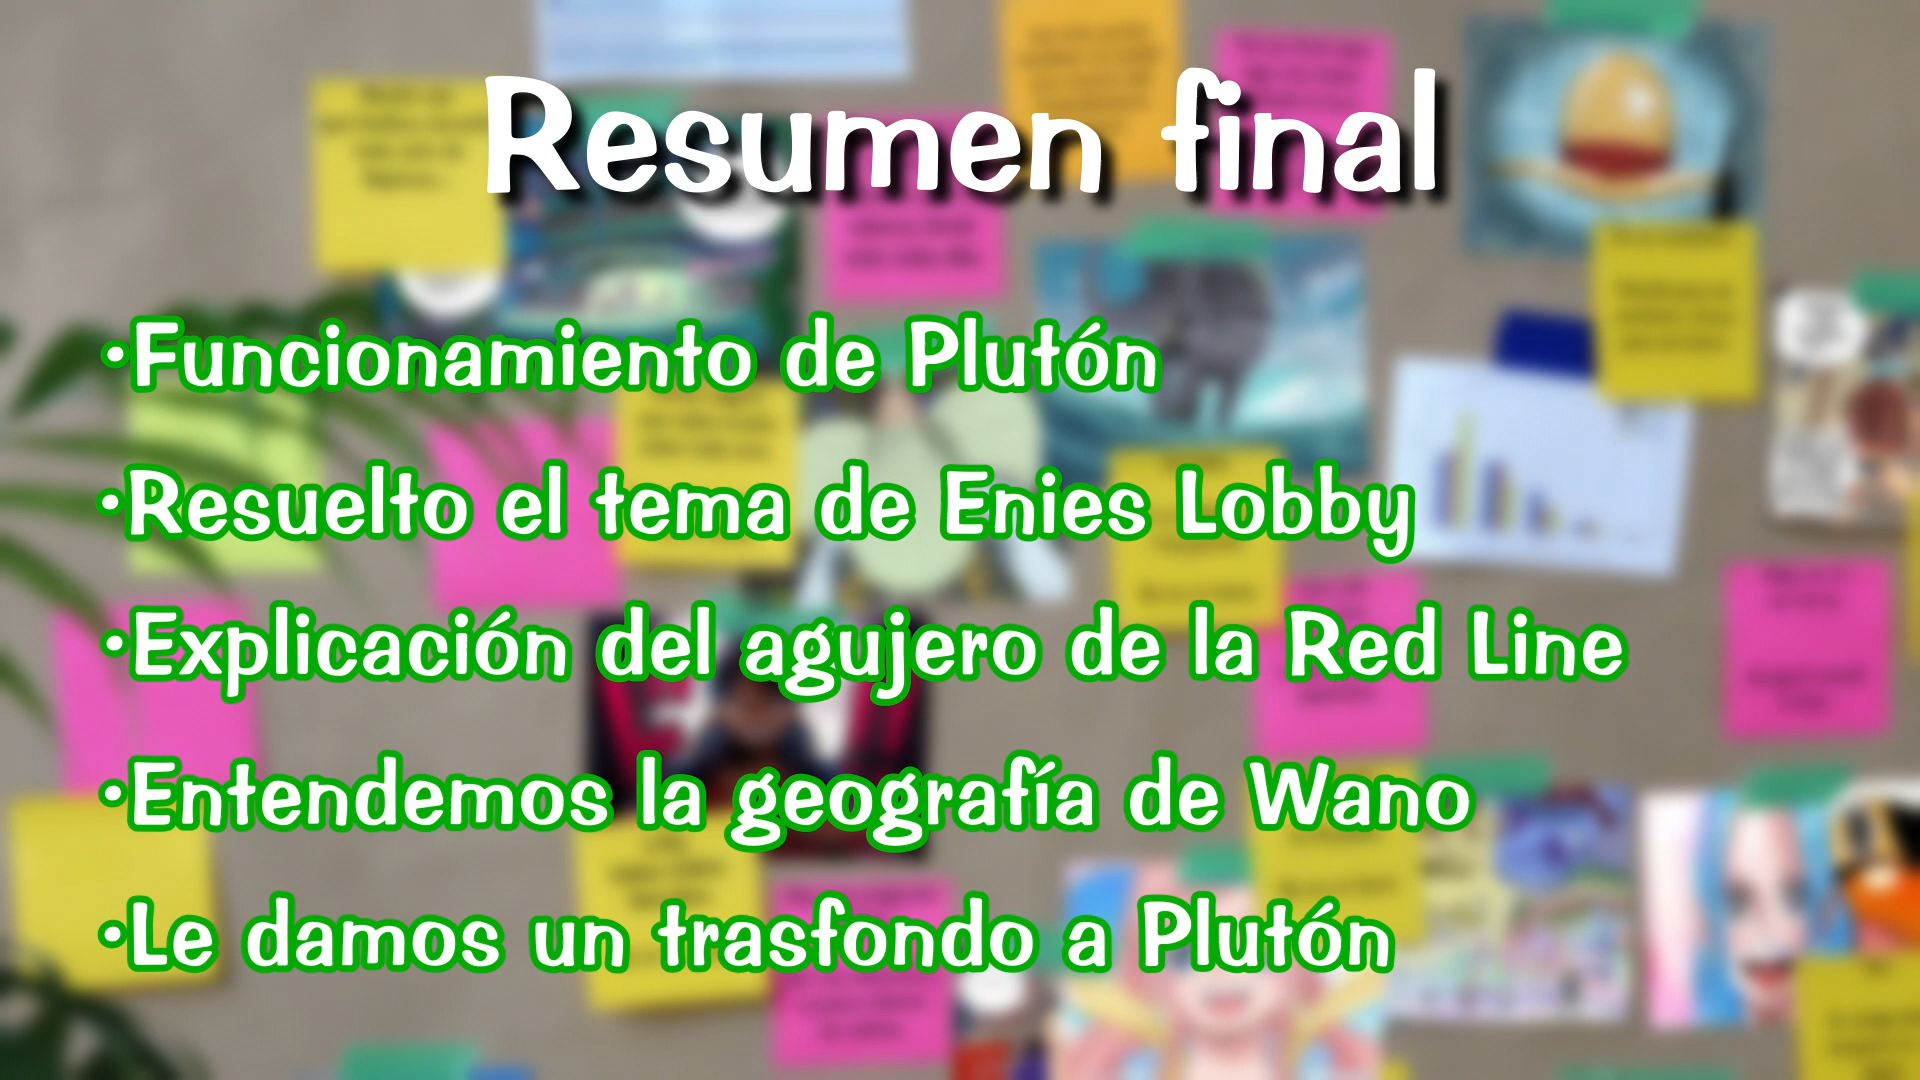 Resumen final
•Funcionamiento de Plutón
•Resuelto el tema de Enies Lobby
•Explicación del agujero de la Red Line
•Entendemos la geografía de Wano
•Le damos un trasfondo a Plutón